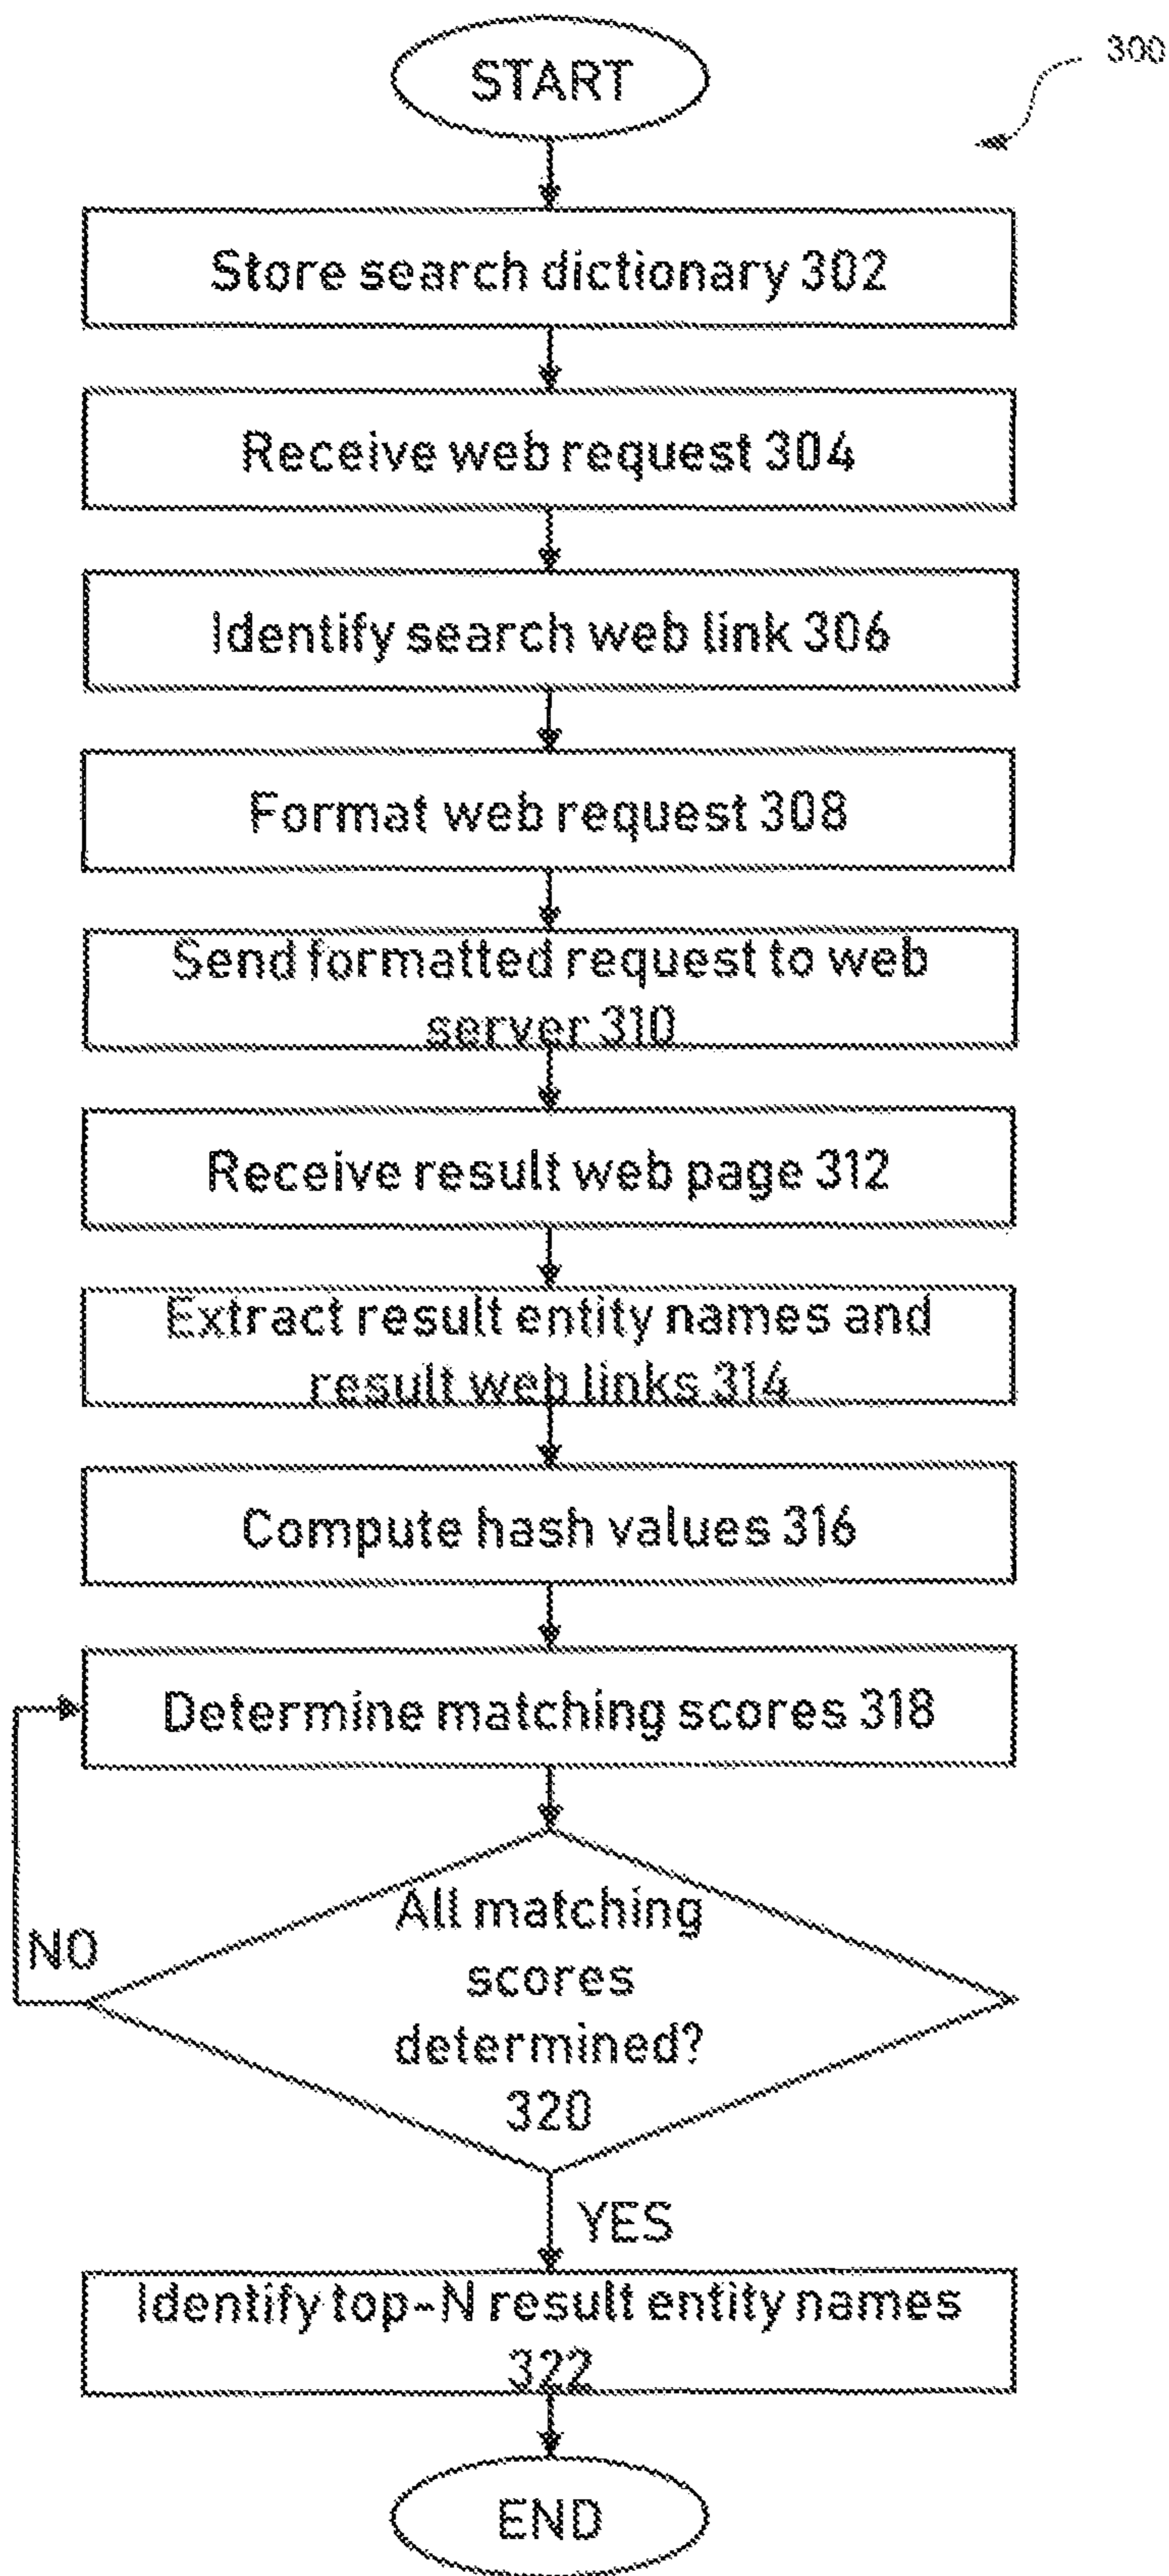 START
300
Store search dictionary 302
Receive web request 304
Identify search web link 306
Format web request 308
Send formatted request to web
server 310
Receive result web page 312
Extract result entity names and
result web links 314
Compute hash values 316
Determine matching scores 318
All matching
scores
determined?
320
NO
YES
Identify top-N result entity names
322
END